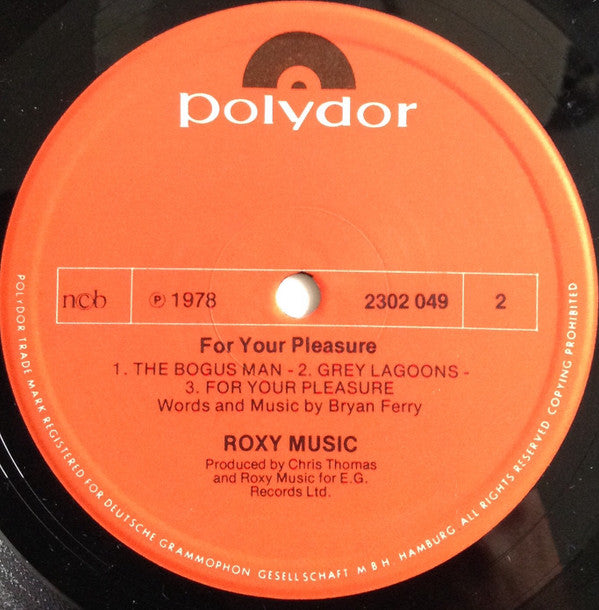 polydor
ncb ℗ 1978 2302 049 2
For Your Pleasure
1. THE BOGUS MAN - 2. GREY LAGOONS -
3. FOR YOUR PLEASURE
Words and Music by Bryan Ferry
ROXY MUSIC
Produced by Chris Thomas
and Roxy Music for E.G.
Records Ltd.
POLYDOR TRADE MARK REGISTERED FOR DEUTSCHE GRAMMOPHON GESELLSCHAFT M B H. HAMBURG. ALL RIGHTS RESERVED COPYING PROHIBITED